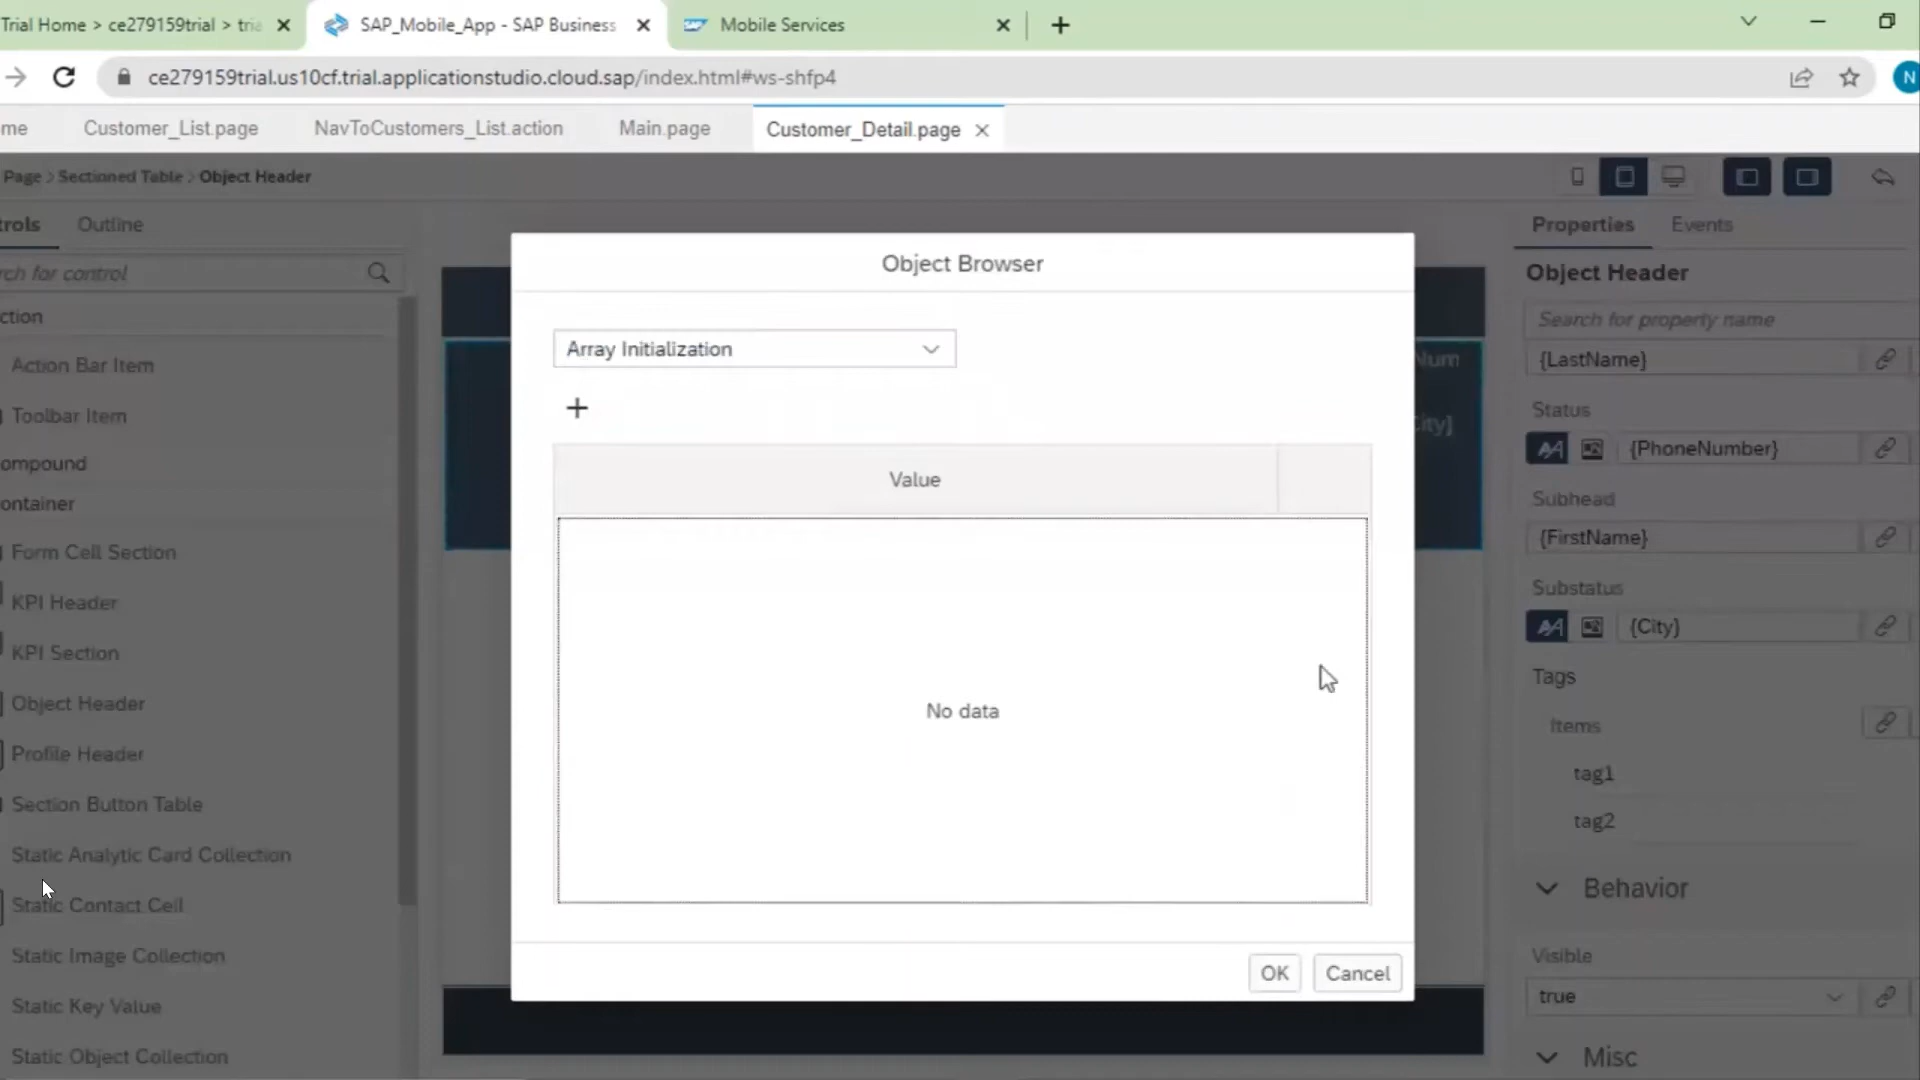 Trial Home > ce279159trial > tria
SAP_Mobile_App - SAP Business
SAP Mobile Services
ce279159trial.us10cf.trial.applicationstudio.cloud.sap/index.html#ws-shfp4
N
me
Customer_List.page
NavToCustomers_List.action
Main.page
Customer_Detail.page
Page > Sectioned Table > Object Header
trols
Outline
rch for control
ction
Action Bar Item
Toolbar Item
ompound
ontainer
Form Cell Section
KPI Header
KPI Section
Object Header
Profile Header
Section Button Table
Static Analytic Card Collection
Static Contact Cell
Static Image Collection
Static Key Value
Static Object Collection
Num
City}
Object Browser
Array Initialization
+
Value
No data
OK
Cancel
Properties
Events
Object Header
Search for property name
{LastName}
Status
{PhoneNumber}
Subhead
{FirstName}
Substatus
{City}
Tags
Items
tag1
tag2
Behavior
Visible
true
Misc